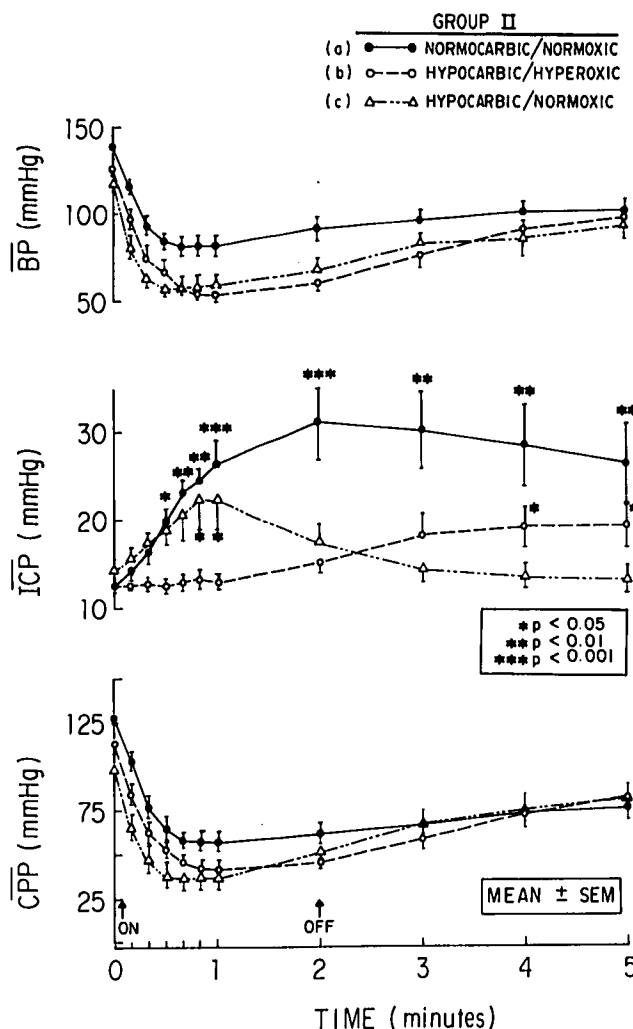 GROUP II
(a) NORMOCARBIC/NORMOXIC
(b) HYPOCARBIC/HYPEROXIC
(c) HYPOCARBIC/NORMOXIC
150
100
50
BP (mmHg)
***
**
**
**
***
**
**
*
30
20
10
*
*
*
*
ICP (mmHg)
* p < 0.05
** p < 0.01
*** p < 0.001
125
75
25
CPP (mmHg)
ON
OFF
MEAN ± SEM
0 1 2 3 4 5
TIME (minutes)